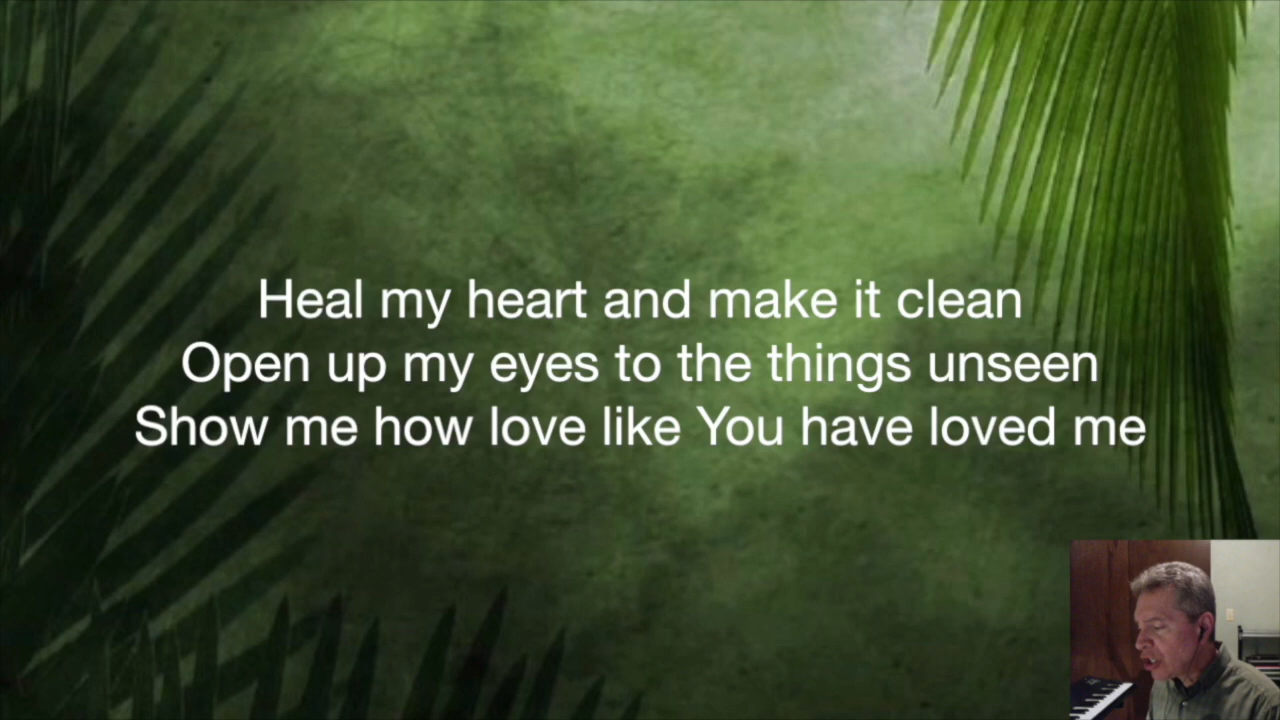 Heal my heart and make it clean
Open up my eyes to the things unseen
Show me how love like You have loved me